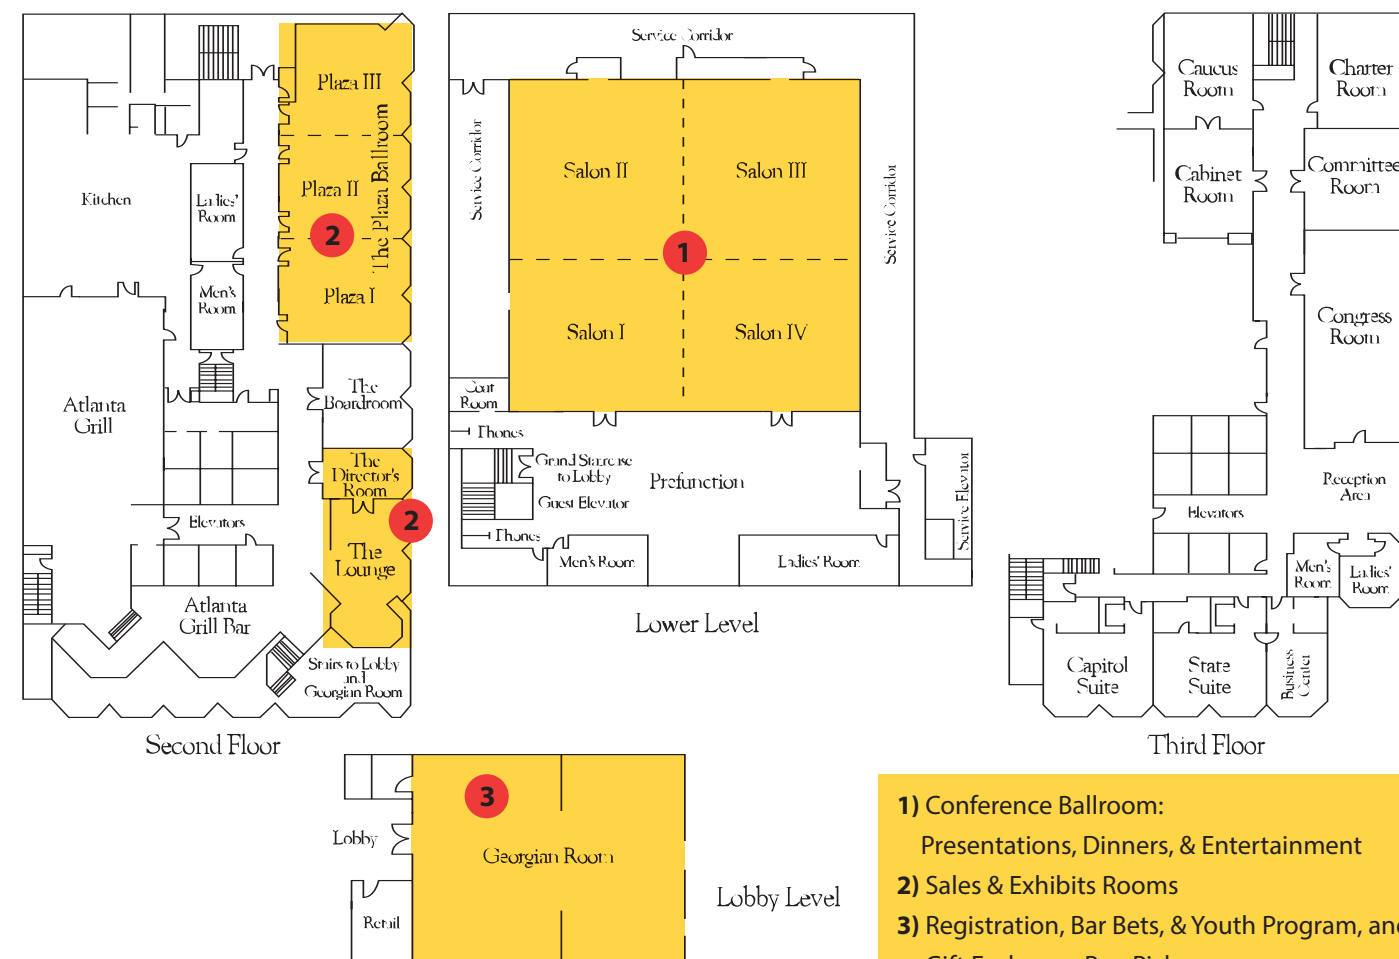 Plaza III
The Plaza Ballroom
Plaza II
2
Plaza I
Kitchen
Ladies'
Room
Men's
Room
Atlanta
Grill
The
Boardroom
The
Director's
Room
2
The
Lounge
Elevators
Atlanta
Grill Bar
Stairs to Lobby
and
Georgian Room
Second Floor
Service Corridor
Service Corridor
Service Corridor
Salon II
Salon III
1
Salon I
Salon IV
Coat
Room
Phones
Grand Staircase
to Lobby
Guest Elevator
Phones
Prefunction
Men's Room
Ladies' Room
Service Elevator
Lower Level
Caucus
Room
Charter
Room
Cabinet
Room
Committee
Room
Congress
Room
Reception
Area
Elevators
Men's
Room
Ladies'
Room
Capitol
Suite
State
Suite
Business
Center
Third Floor
3
Lobby
Georgian Room
Retail
Lobby Level
1) Conference Ballroom:
Presentations, Dinners, & Entertainment
2) Sales & Exhibits Rooms
3) Registration, Bar Bets, & Youth Program, and